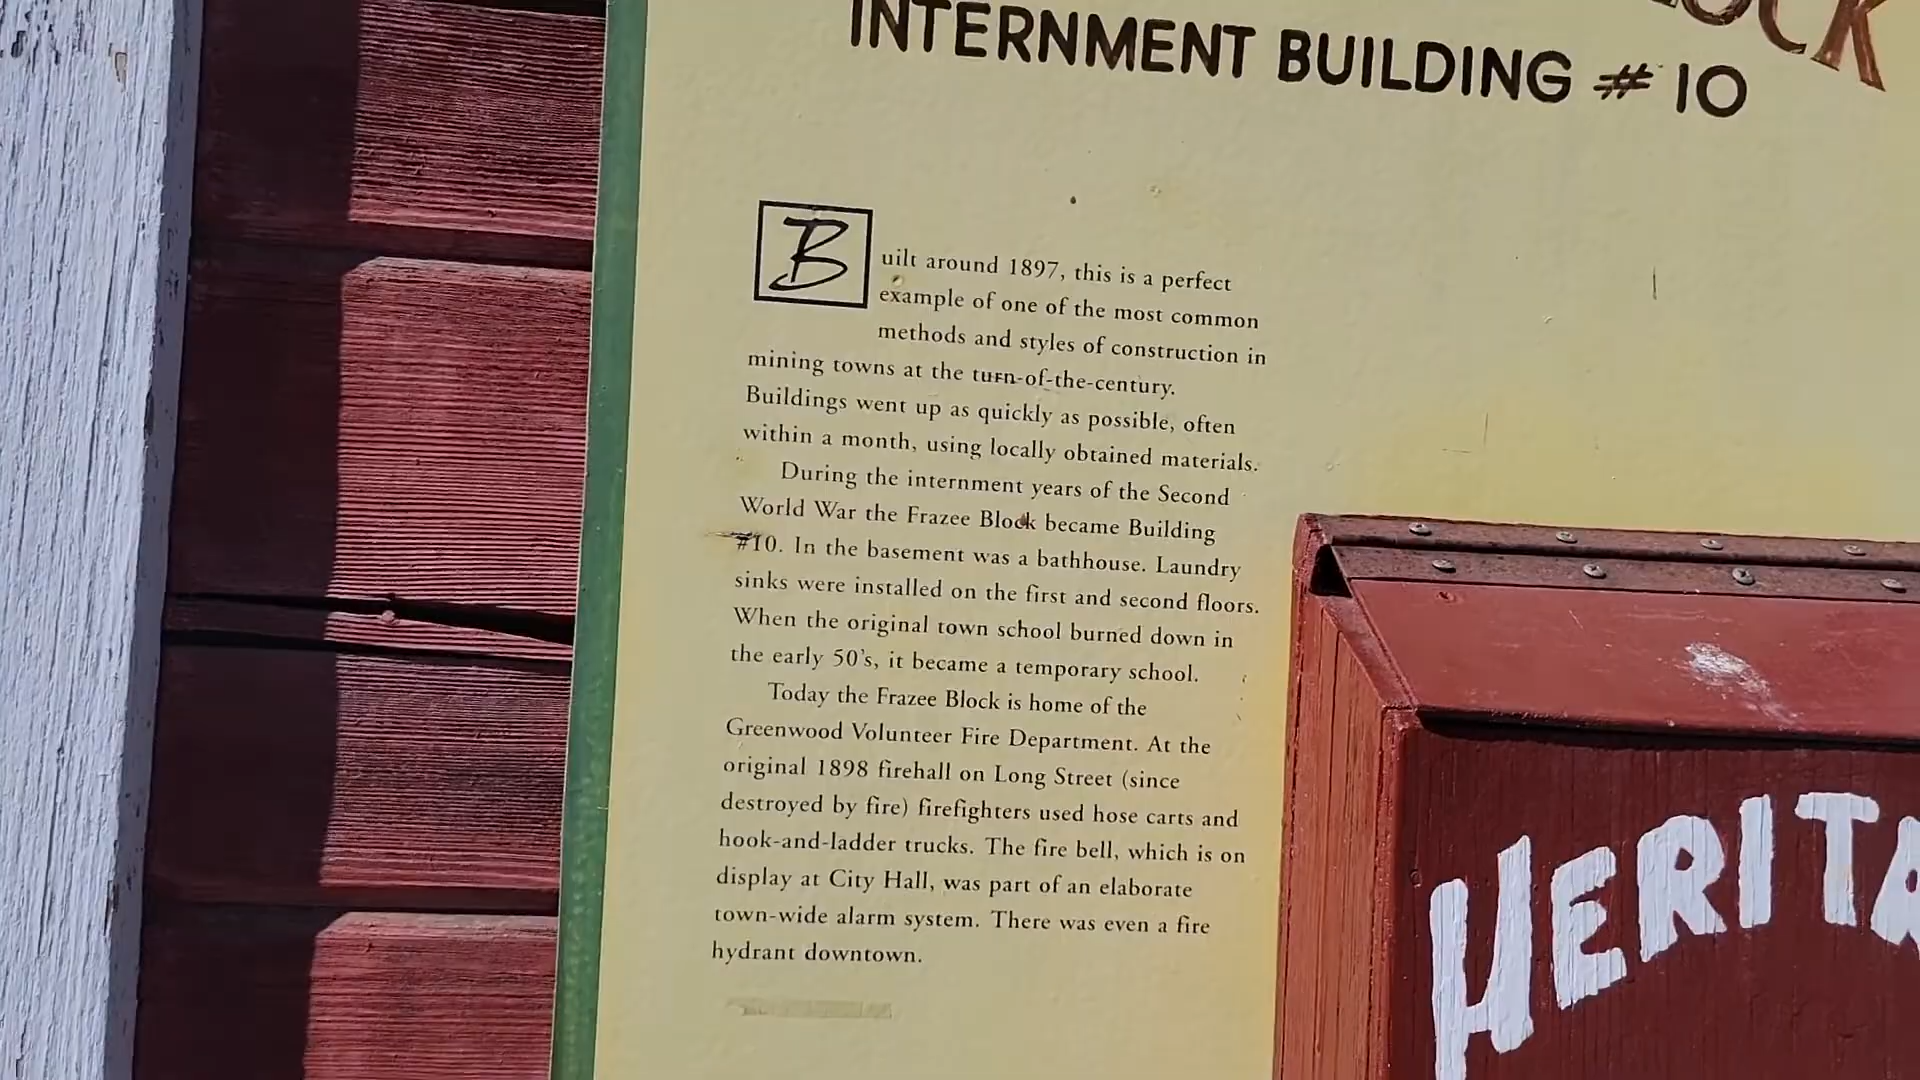 INTERNMENT BUILDING # 10
Built around 1897, this is a perfect
example of one of the most common
methods and styles of construction in
mining towns at the turn-of-the-century.
Buildings went up as quickly as possible, often
within a month, using locally obtained materials.
During the internment years of the Second
World War the Frazee Block became Building
#10. In the basement was a bathhouse. Laundry
sinks were installed on the first and second floors.
When the original town school burned down in
the early 50's, it became a temporary school.
Today the Frazee Block is home of the
Greenwood Volunteer Fire Department. At the
original 1898 firehall on Long Street (since
destroyed by fire) firefighters used hose carts and
hook-and-ladder trucks. The fire bell, which is on
display at City Hall, was part of an elaborate
town-wide alarm system. There was even a fire
hydrant downtown.